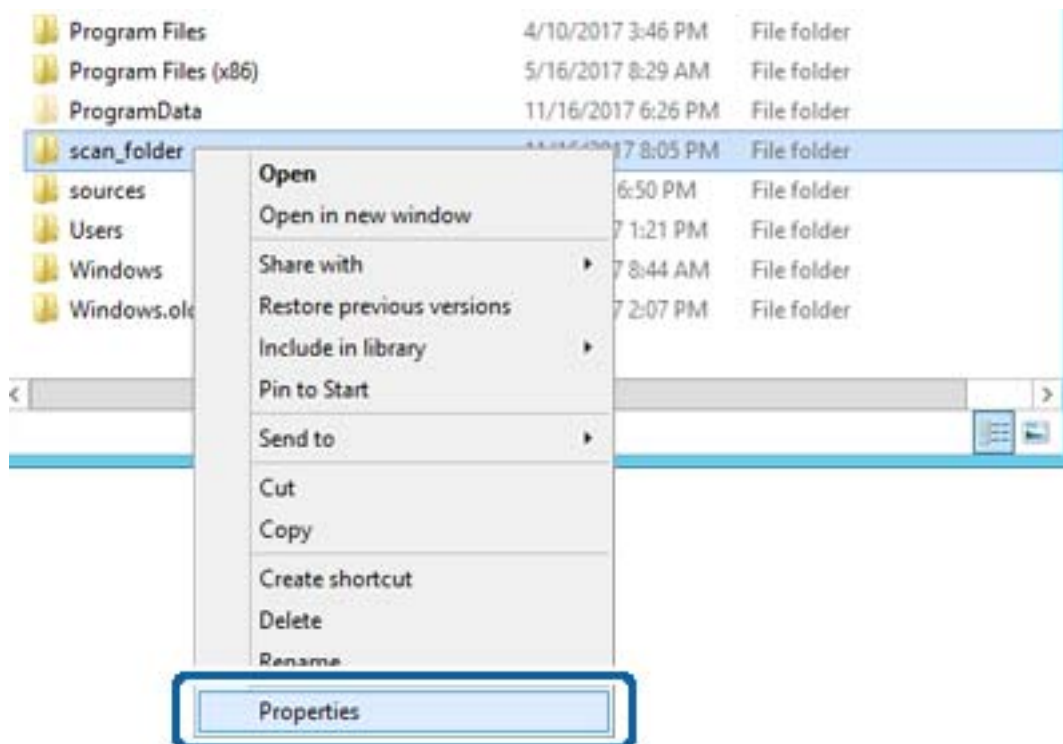 Program Files 4/10/2017 3:46 PM File folder
Program Files (x86) 5/16/2017 8:29 AM File folder
ProgramData 11/16/2017 6:26 PM File folder
scan_folder 17 8:05 PM File folder
sources 6:50 PM File folder
Users 7 1:21 PM File folder
Windows 7 8:44 AM File folder
Windows.old 7 2:07 PM File folder
Open
Open in new window
Share with
Restore previous versions
Include in library
Pin to Start
Send to
Cut
Copy
Create shortcut
Delete
Rename
Properties